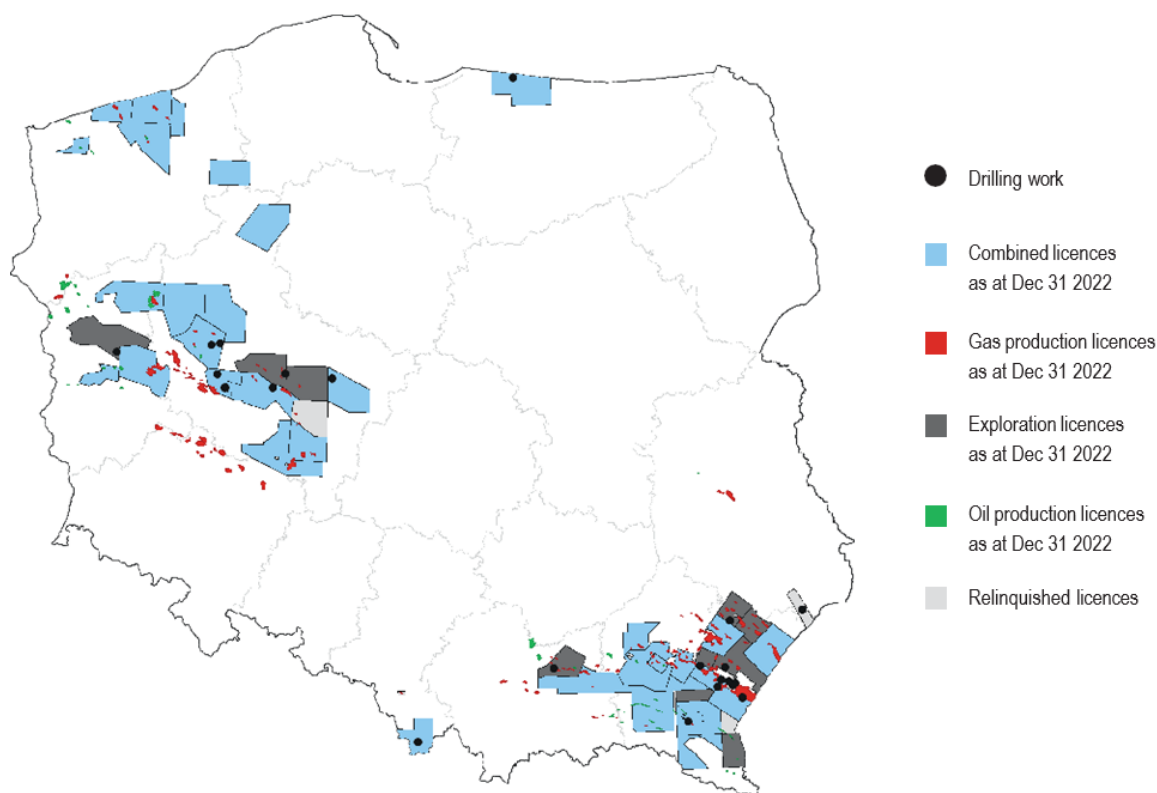 Drilling work
Combined licences
as at Dec 31 2022
Gas production licences
as at Dec 31 2022
Exploration licences
as at Dec 31 2022
Oil production licences
as at Dec 31 2022
Relinquished licences